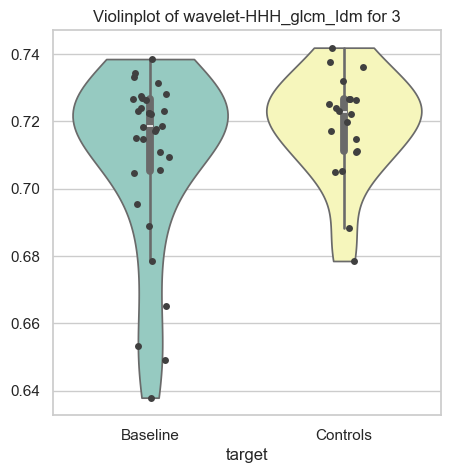 Violinplot of wavelet-HHH_glcm_Idm for 3
0.74
0.72
0.70
0.68
0.66
0.64
Baseline
Controls
target